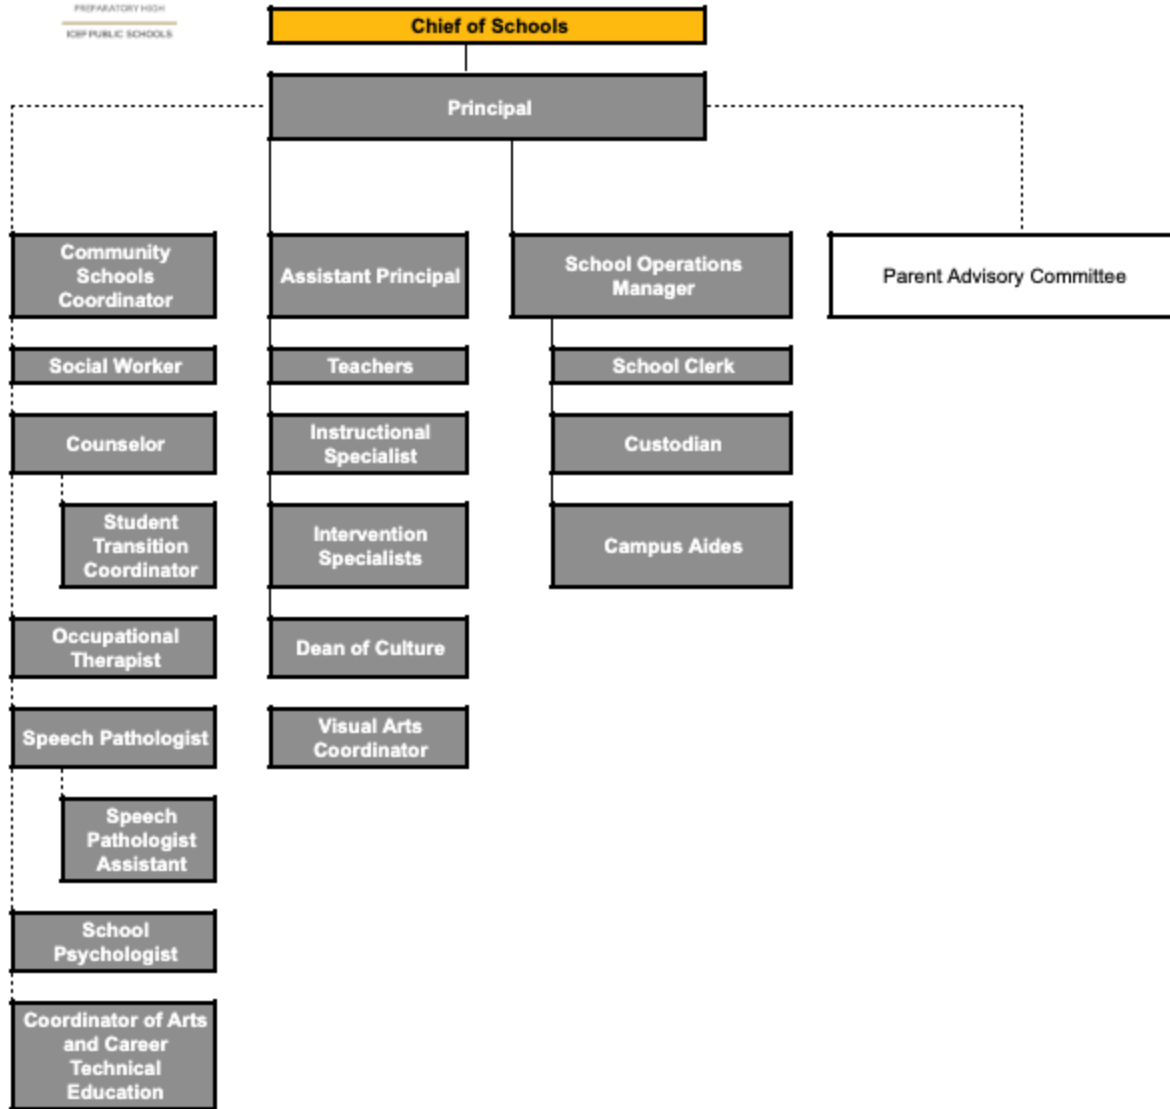 PREPARATORY HIGH
ICEF PUBLIC SCHOOLS
Chief of Schools
Principal
Community
Schools
Coordinator
Assistant Principal
School Operations
Manager
Parent Advisory Committee
Social Worker
Teachers
School Clerk
Counselor
Instructional
Specialist
Custodian
Student
Transition
Coordinator
Intervention
Specialists
Campus Aides
Occupational
Therapist
Dean of Culture
Speech Pathologist
Visual Arts
Coordinator
Speech
Pathologist
Assistant
School
Psychologist
Coordinator of Arts
and Career
Technical
Education